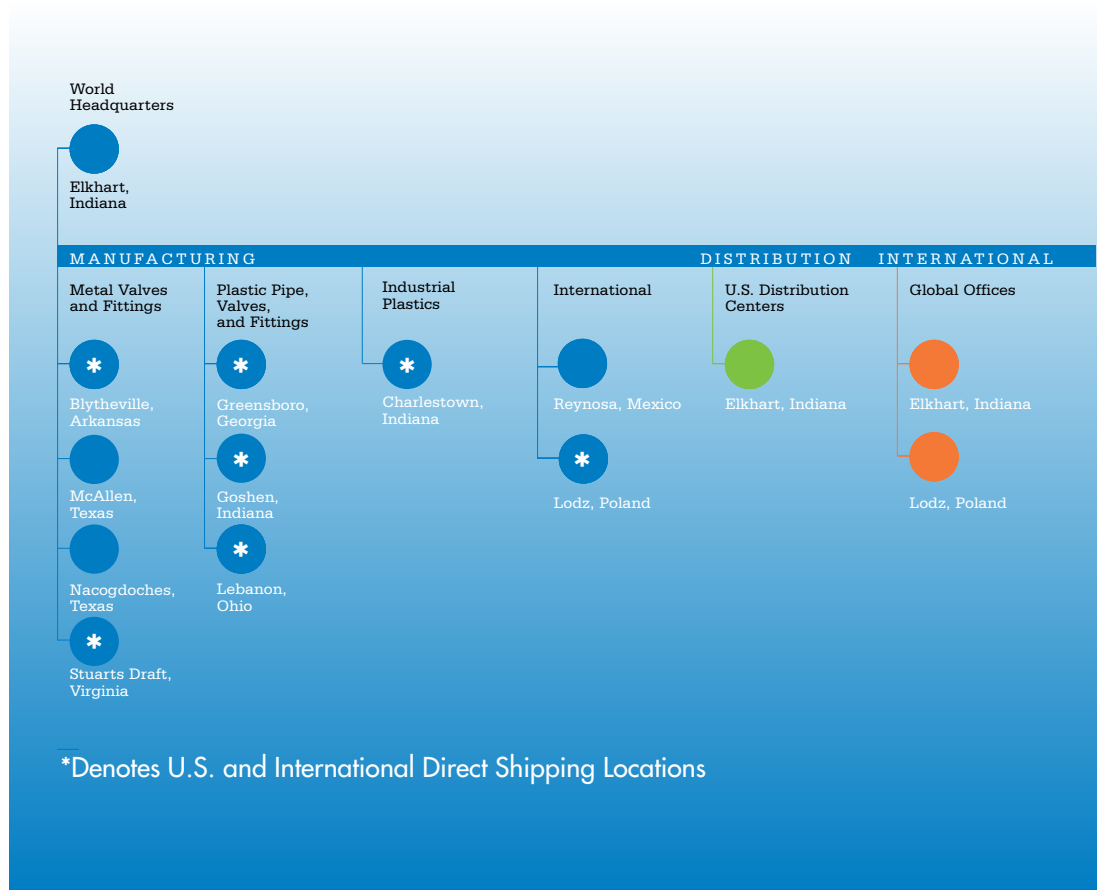 World
Headquarters
Elkhart,
Indiana
MANUFACTURING
DISTRIBUTION
INTERNATIONAL
Metal Valves
and Fittings
*
Blytheville,
Arkansas
McAllen,
Texas
Nacogdoches,
Texas
*
Stuarts Draft,
Virginia
Plastic Pipe,
Valves,
and Fittings
*
Greensboro,
Georgia
*
Goshen,
Indiana
*
Lebanon,
Ohio
Industrial
Plastics
*
Charlestown,
Indiana
International
Reynosa, Mexico
*
Lodz, Poland
U.S. Distribution
Centers
Elkhart, Indiana
Global Offices
Elkhart, Indiana
Lodz, Poland
*Denotes U.S. and International Direct Shipping Locations